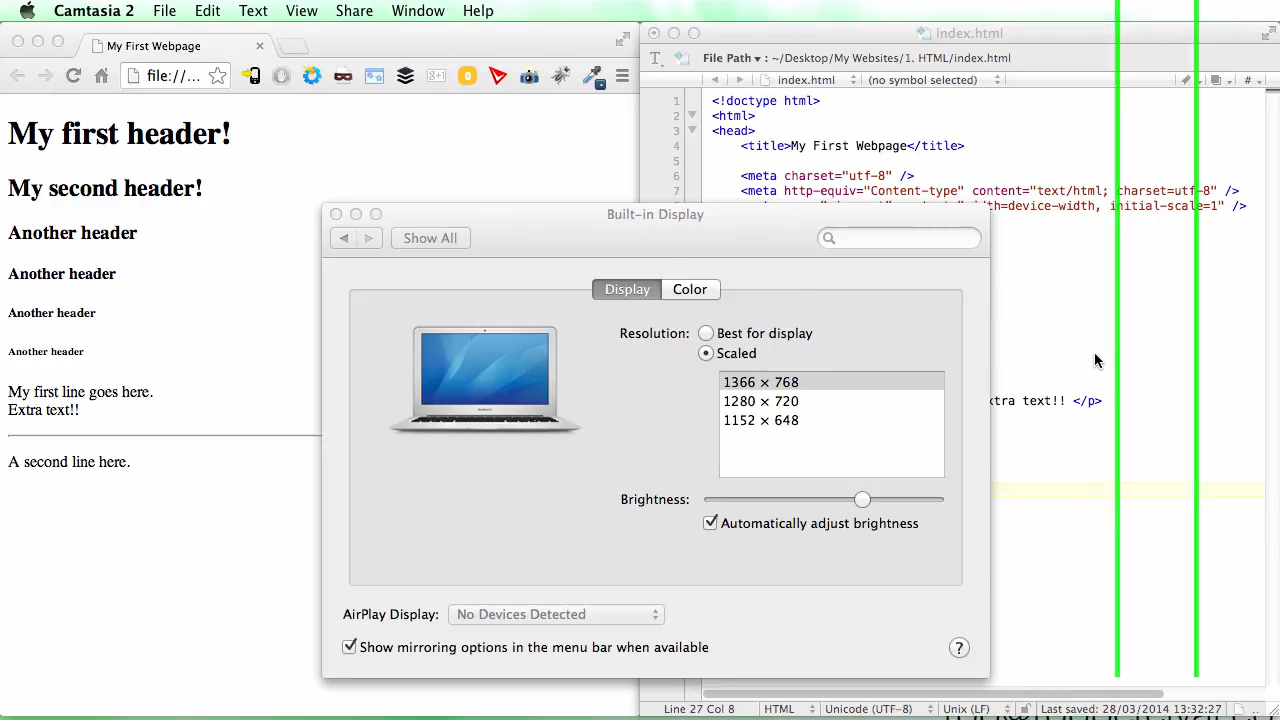 Camtasia 2 File Edit Text View Share Window Help
My First Webpage
file://...
My first header!
My second header!
Another header
Another header
Another header
Another header
My first line goes here.
Extra text!!
A second line here.
index.html
File Path ▾ : ~/Desktop/My Websites/1. HTML/index.html
index.html (no symbol selected)
1 <!doctype html>
2 <html>
3 <head>
4 <title>My First Webpage</title>
5
6 <meta charset="utf-8" />
7 <meta http-equiv="Content-type" content="text/html; charset=utf-8" />
idth=device-width, initial-scale=1" />
xtra text!! </p>
Built-in Display
Show All
Display Color
Resolution: Best for display
Scaled
1366 × 768
1280 × 720
1152 × 648
Brightness:
Automatically adjust brightness
AirPlay Display: No Devices Detected
Show mirroring options in the menu bar when available
?
Line 27 Col 8 HTML Unicode (UTF-8) Unix (LF) Last saved: 28/03/2014 13:32:27